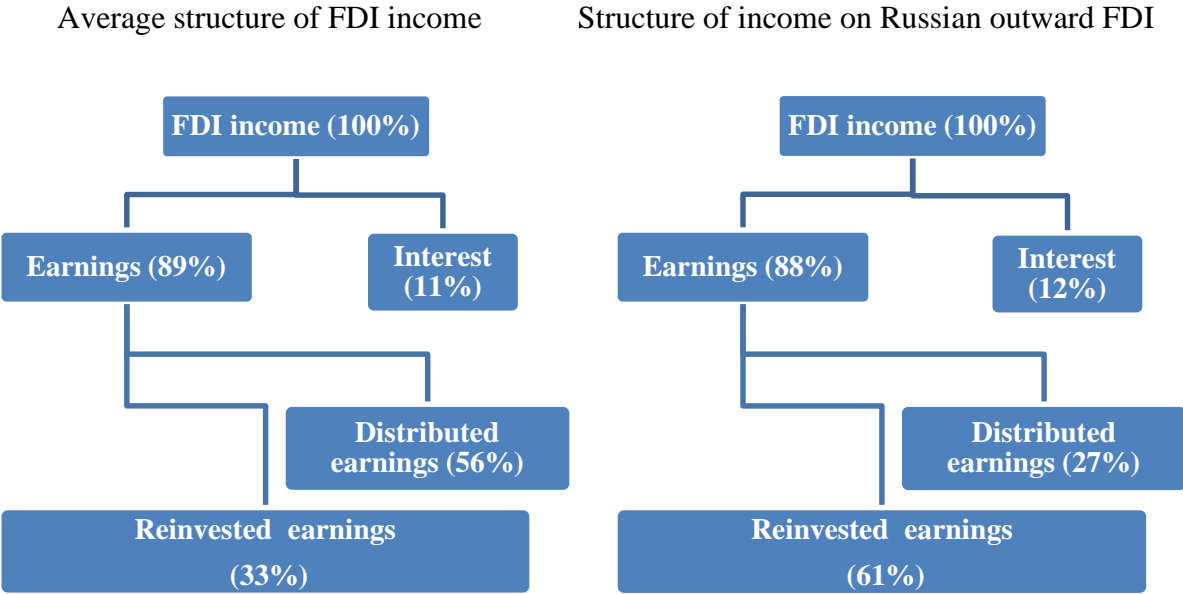 Average structure of FDI income
FDI income (100%)
Earnings (89%)
Interest
(11%)
Distributed
earnings (56%)
Reinvested earnings
(33%)
Structure of income on Russian outward FDI
FDI income (100%)
Earnings (88%)
Interest
(12%)
Distributed
earnings (27%)
Reinvested earnings
(61%)